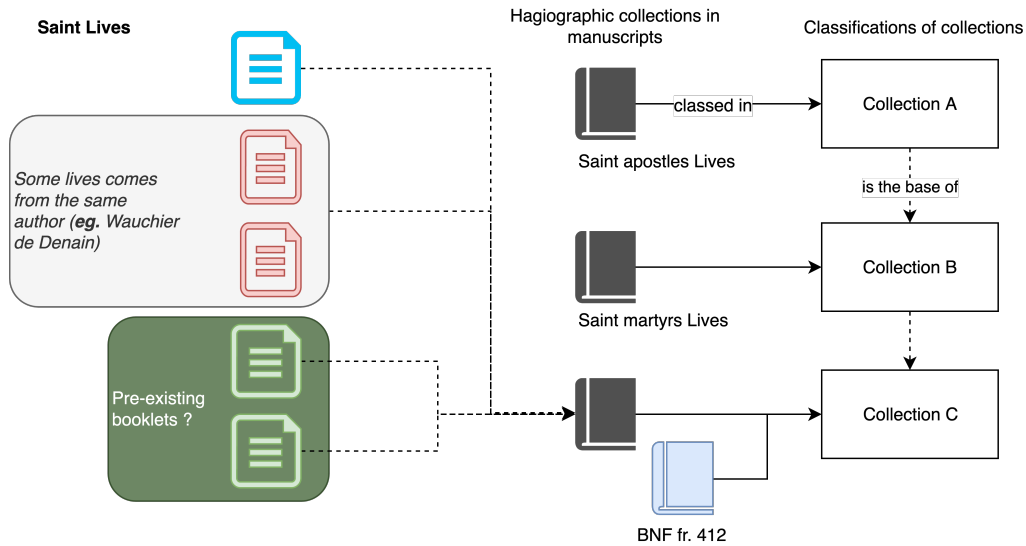 Saint Lives
Hagiographic collections in
manuscripts
Classifications of collections
classed in
Collection A
Saint apostles Lives
Some lives comes
from the same
author (eg. Wauchier
de Denain)
is the base of
Collection B
Saint martyrs Lives
Pre-existing
booklets ?
Collection C
BNF fr. 412